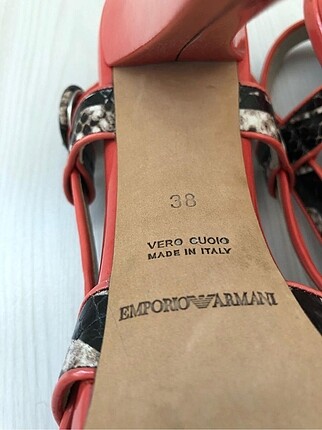 38
VERO CUOIO
MADE IN ITALY
EMPORIO ARMANI